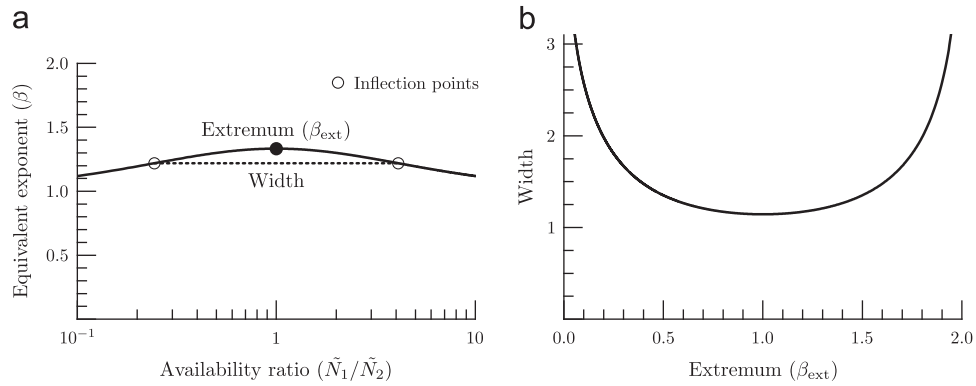 a
2.0
1.5
1.0
0.5
Equivalent exponent (β)
Inflection points
Extremum (β_ext)
Width
10⁻¹
1
10
Availability ratio (Ñ₁/Ñ₂)
b
3
2
1
Width
0.0
0.5
1.0
1.5
2.0
Extremum (β_ext)